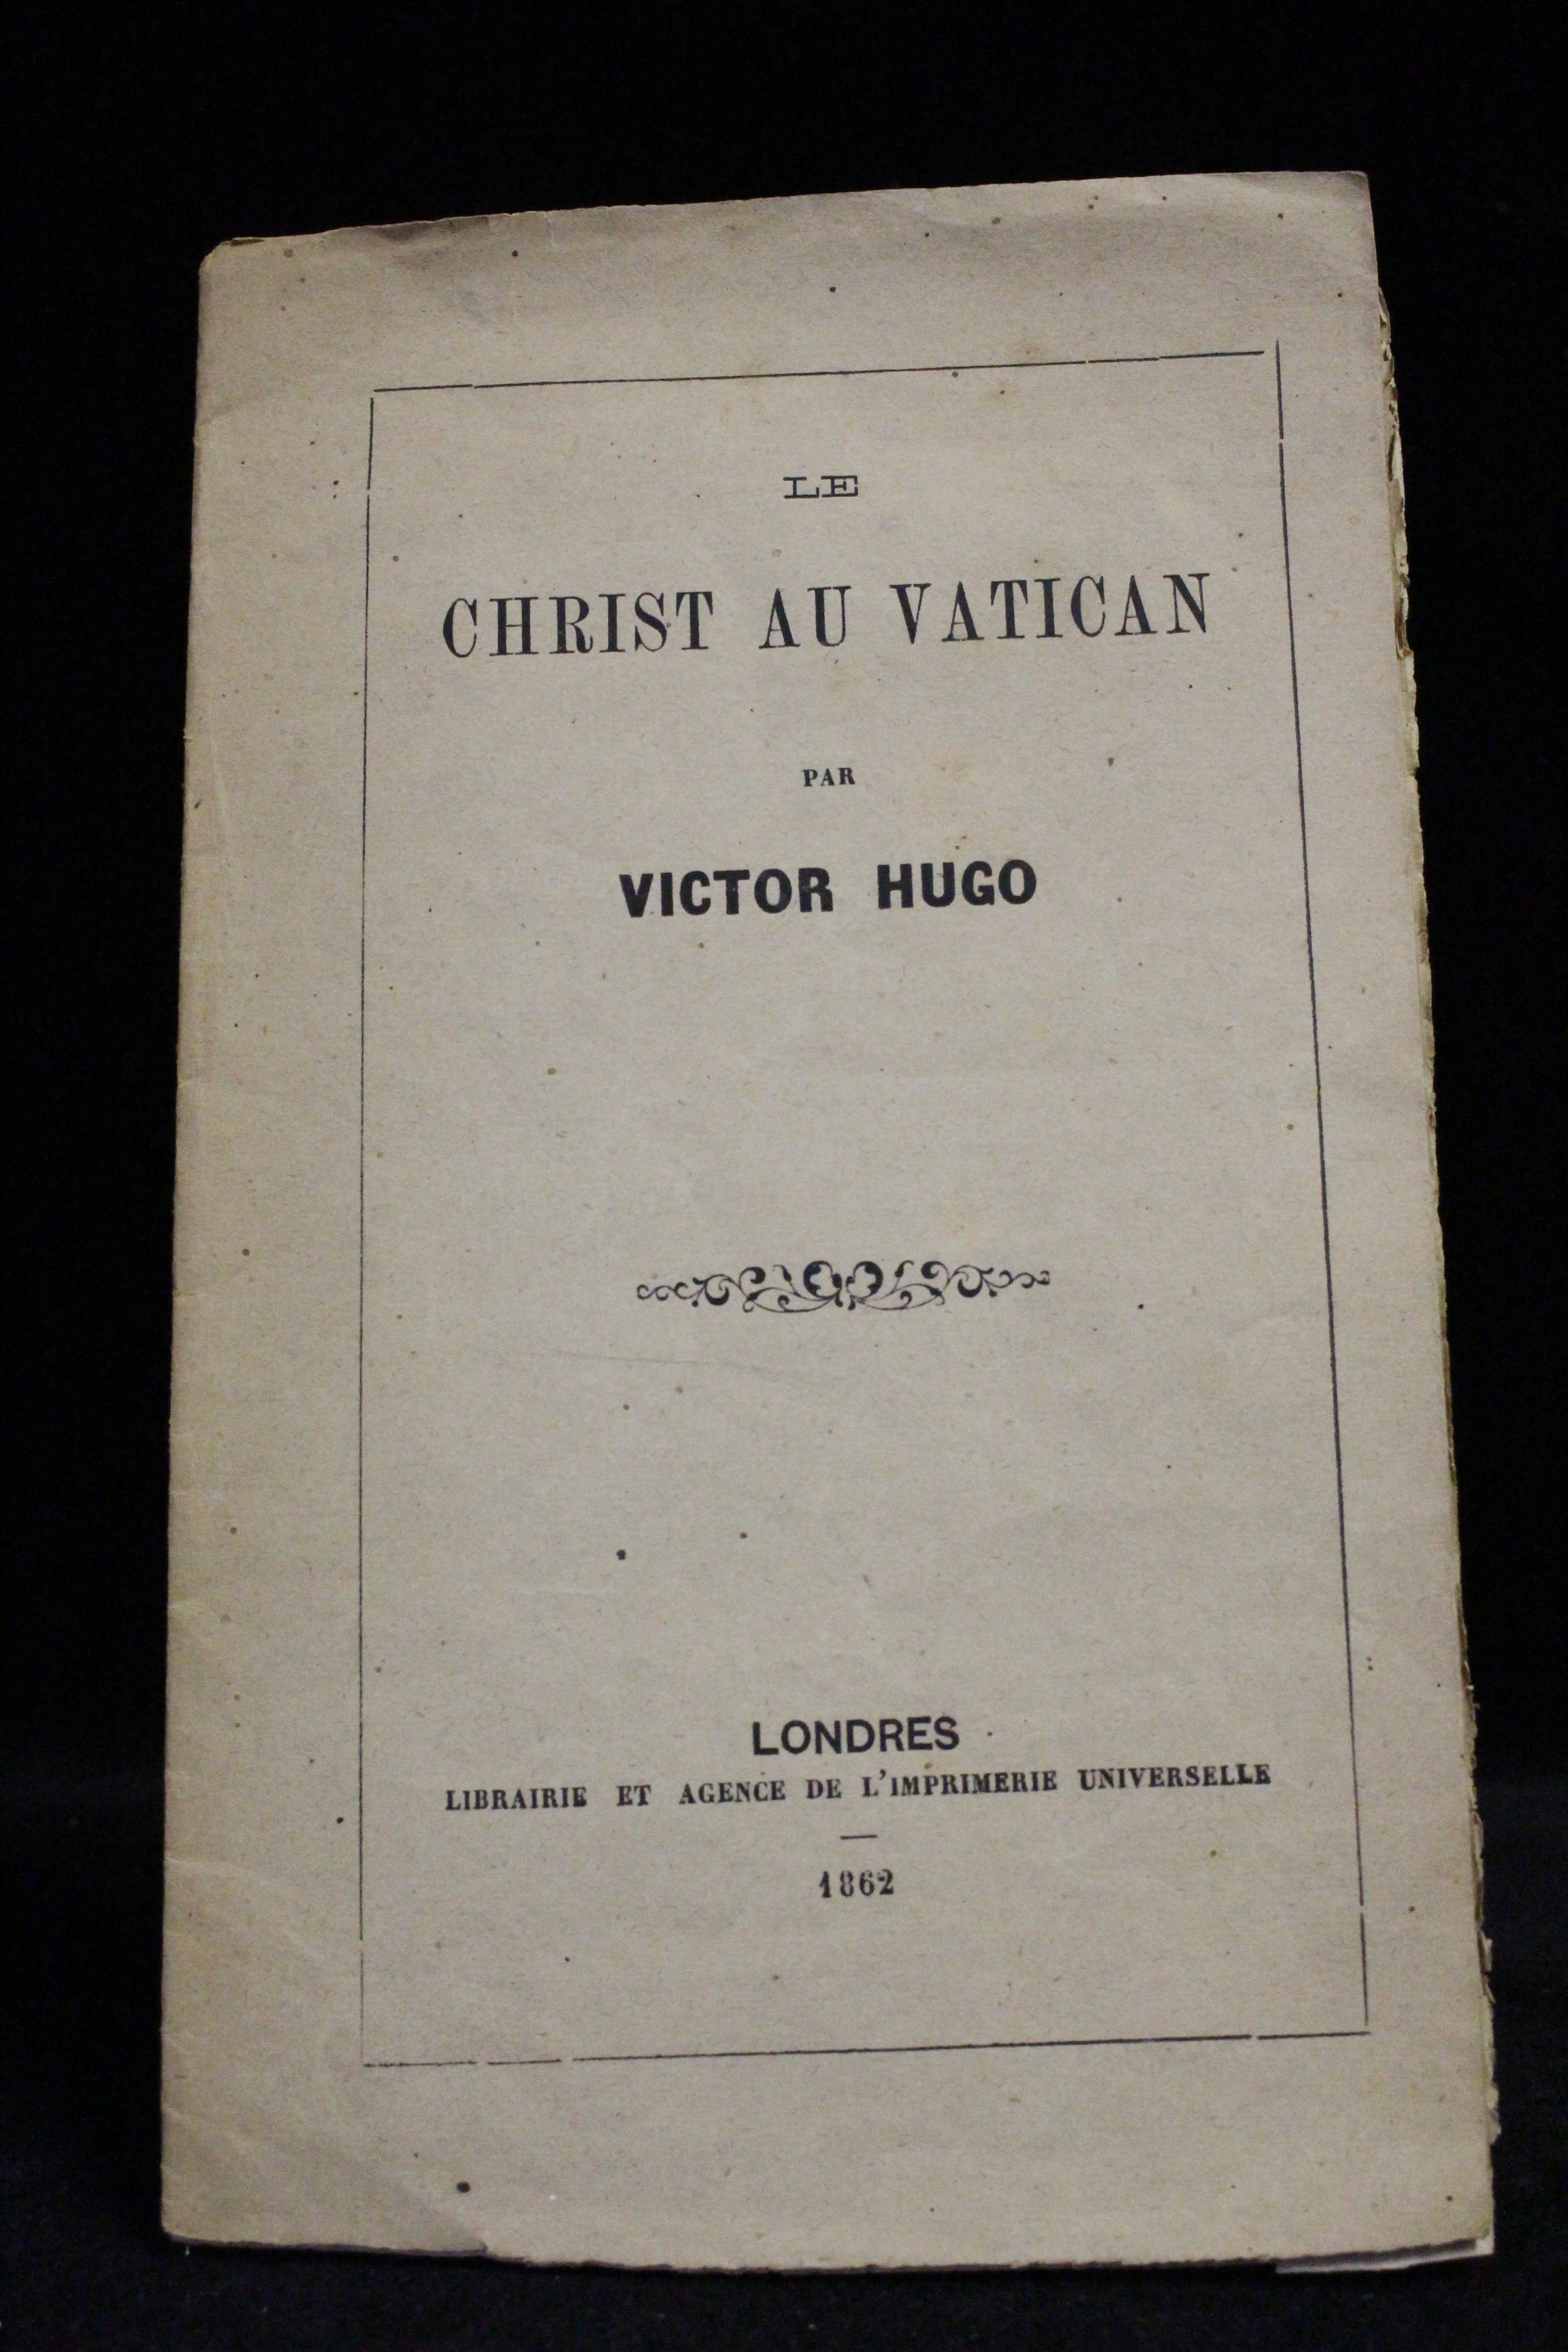 LE
CHRIST AU VATICAN
PAR
VICTOR HUGO
LONDRES
LIBRAIRIE ET AGENCE DE L'IMPRIMERIE UNIVERSELLE
1862